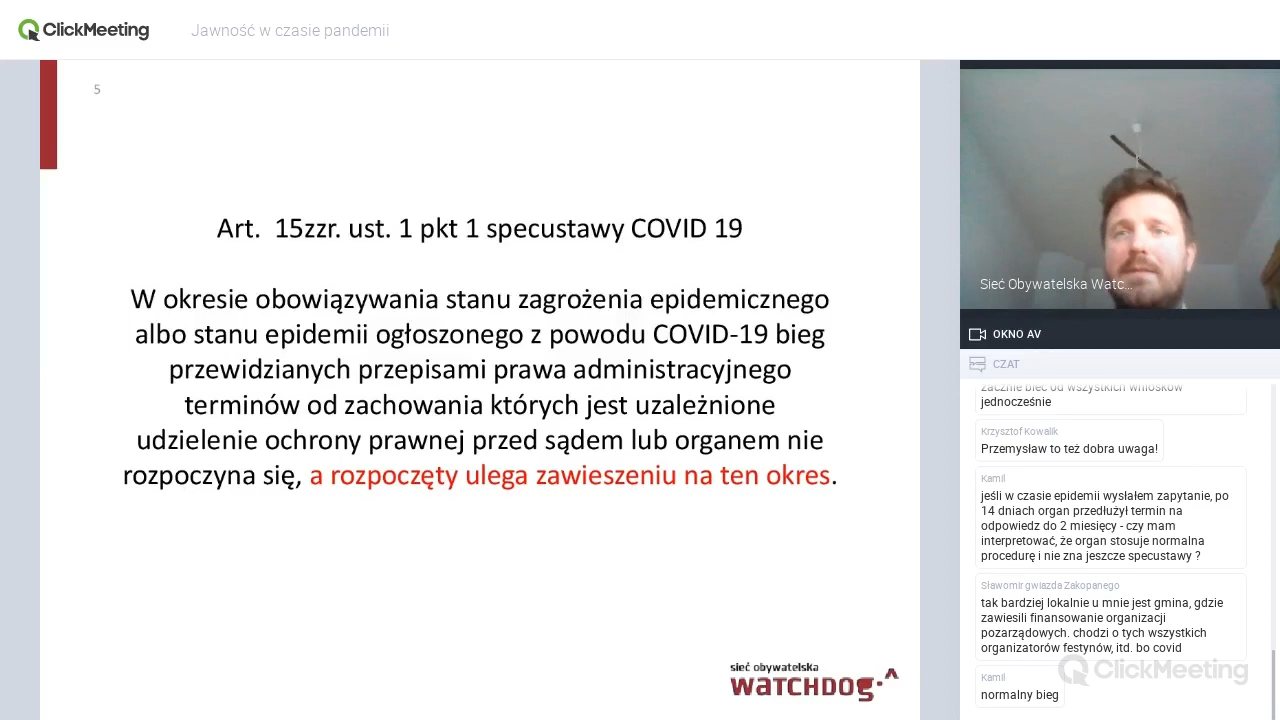 ClickMeeting
Jawność w czasie pandemii
5
Art. 15zzr. ust. 1 pkt 1 specustawy COVID 19
W okresie obowiązywania stanu zagrożenia epidemicznego
albo stanu epidemii ogłoszonego z powodu COVID-19 bieg
przewidzianych przepisami prawa administracyjnego
terminów od zachowania których jest uzależnione
udzielenie ochrony prawnej przed sądem lub organem nie
rozpoczyna się, a rozpoczęty ulega zawieszeniu na ten okres.
sieć obywatelska
WATCHDOG
Sieć Obywatelska Watc...
OKNO AV
CZAT
zacznie biec od wszystkich wniosków
jednocześnie
Krzysztof Kowalik
Przemysław to też dobra uwaga!
Kamil
jeśli w czasie epidemii wysłałem zapytanie, po
14 dniach organ przedłużył termin na
odpowiedz do 2 miesięcy - czy mam
interpretować, że organ stosuje normalna
procedurę i nie zna jeszcze specustawy ?
Sławomir gwiazda Zakopanego
tak bardziej lokalnie u mnie jest gmina, gdzie
zawiesili finansowanie organizacji
pozarządowych. chodzi o tych wszystkich
organizatorów festynów, itd. bo covid
Kamil
normalny bieg
ClickMeeting